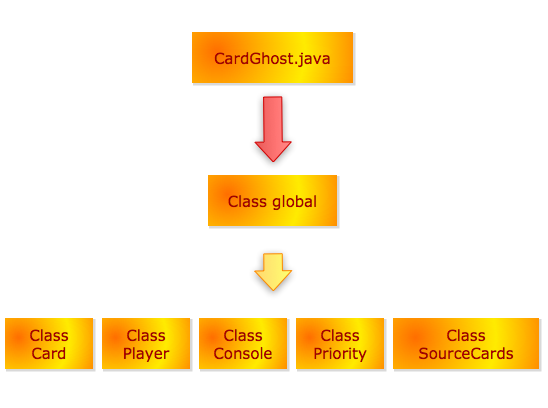 CardGhost.java
Class global
Class
Card
Class
Player
Class
Console
Class
Priority
Class
SourceCards